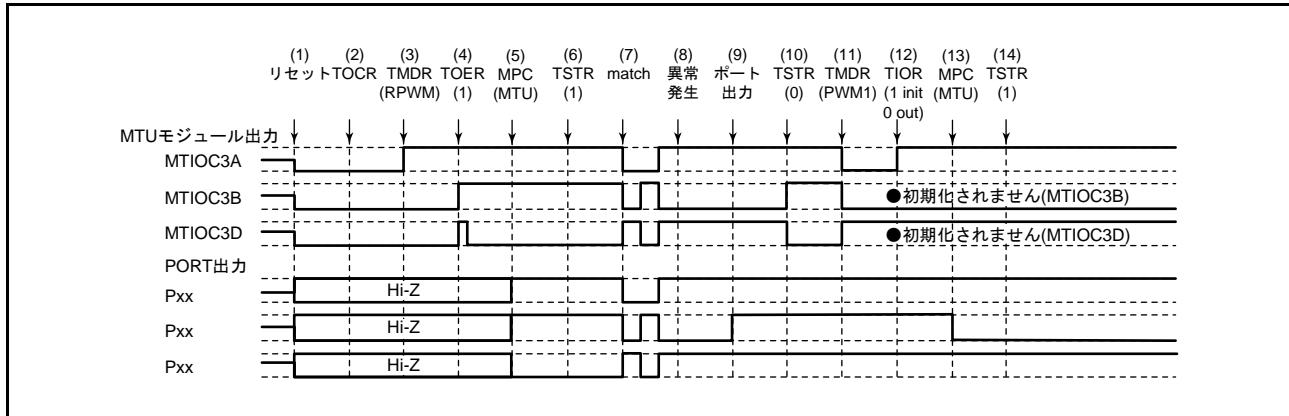 (1) (2) (3) (4) (5) (6) (7) (8) (9) (10) (11) (12) (13) (14)
リセット TOCR TMDR TOER MPC TSTR match 異常 ポート TSTR TMDR TIOR MPC TSTR
(RPWM) (1) (MTU) (1) 発生 出力 (0) (PWM1) (1 init (MTU) (1)
0 out)
MTUモジュール出力
MTIOC3A
MTIOC3B ●初期化されません(MTIOC3B)
MTIOC3D ●初期化されません(MTIOC3D)
PORT出力
Pxx Hi-Z
Pxx Hi-Z
Pxx Hi-Z